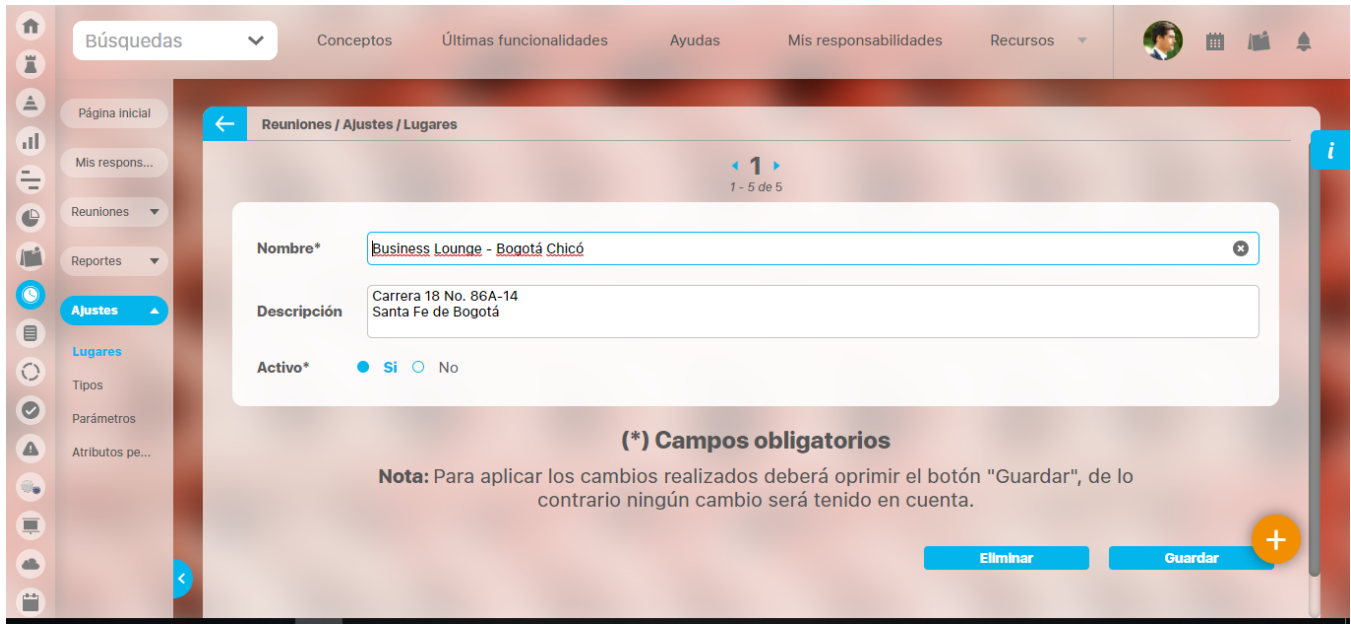 Búsquedas
Conceptos
Últimas funcionalidades
Ayudas
Mis responsabilidades
Recursos
Página inicial
Mis respons...
Reuniones
Reportes
Ajustes
Lugares
Tipos
Parámetros
Atributos pe...
Reuniones / Ajustes / Lugares
i
1
1 - 5 de 5
Nombre* Business Lounge - Bogotá Chicó
Descripción Carrera 18 No. 86A-14
Santa Fe de Bogotá
Activo* Si No
(*) Campos obligatorios
Nota: Para aplicar los cambios realizados deberá oprimir el botón "Guardar", de lo
contrario ningún cambio será tenido en cuenta.
+
Eliminar Guardar